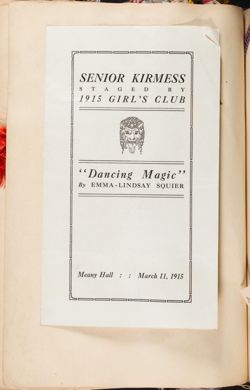 SENIOR KIRMESS
STAGED BY
1915 GIRL'S CLUB
"Dancing Magic"
By EMMA-LINDSAY SQUIER
Meany Hall : : March 11, 1915